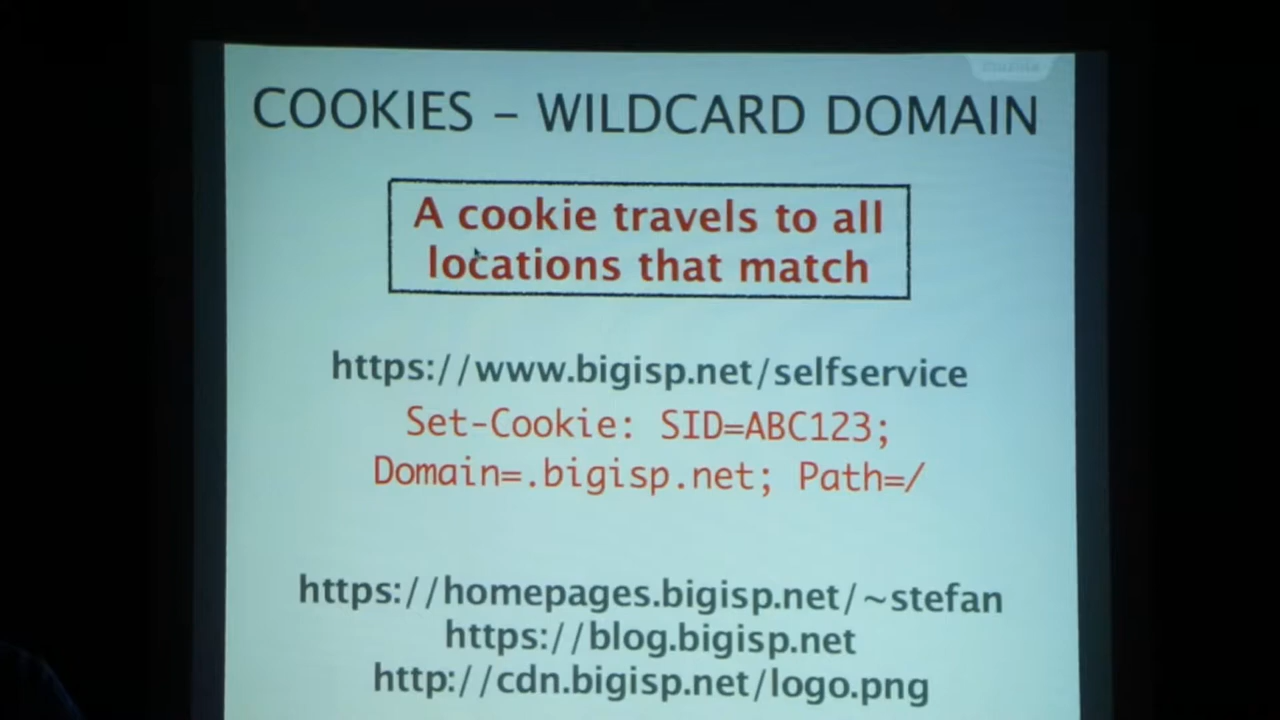 COOKIES – WILDCARD DOMAIN
A cookie travels to all
locations that match
https://www.bigisp.net/selfservice
Set-Cookie: SID=ABC123;
Domain=.bigisp.net; Path=/
https://homepages.bigisp.net/~stefan
https://blog.bigisp.net
http://cdn.bigisp.net/logo.png